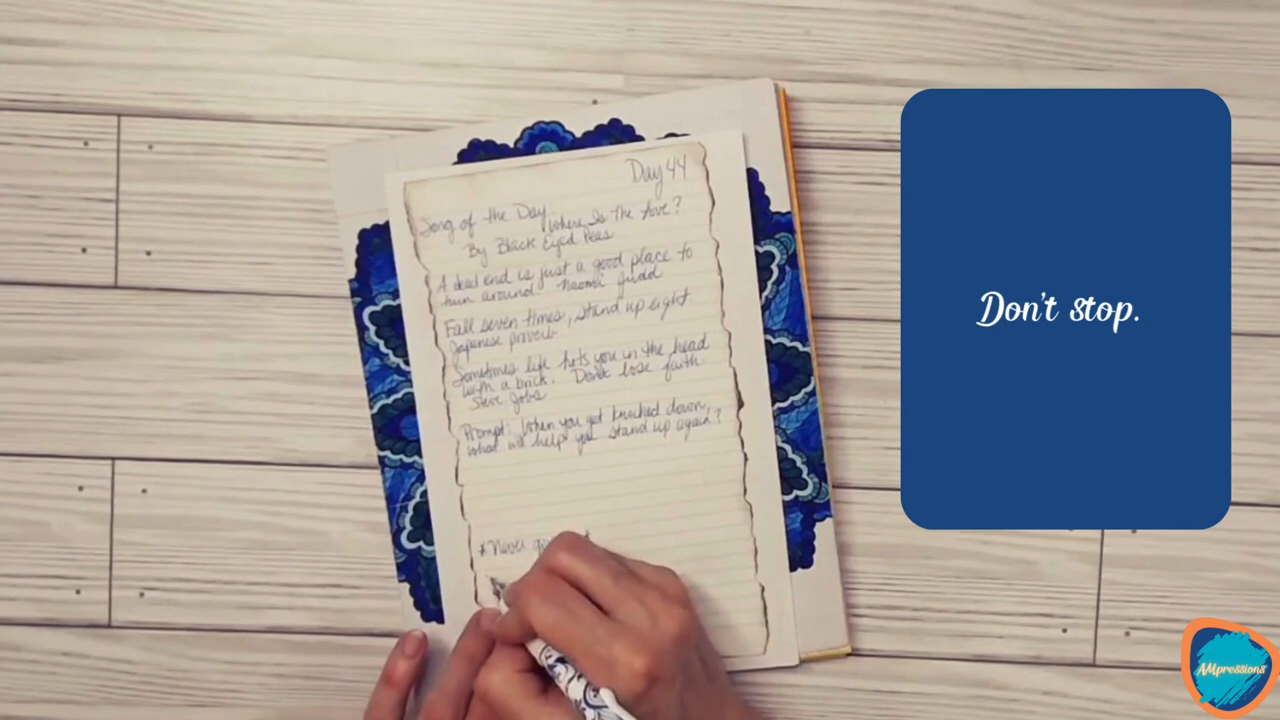 Day 44
Song of the Day:
Where Is The Love?
By Black Eyed Peas
A dead end is just a good place to
turn around Naomi Judd
Fall seven times, stand up eight
Japanese proverb
Sometimes life hits you in the head
with a brick. Don't lose faith.
Steve Jobs
Prompt: When you get knocked down,
what will help you stand up again?
*Never
Don't stop.
AMpressions